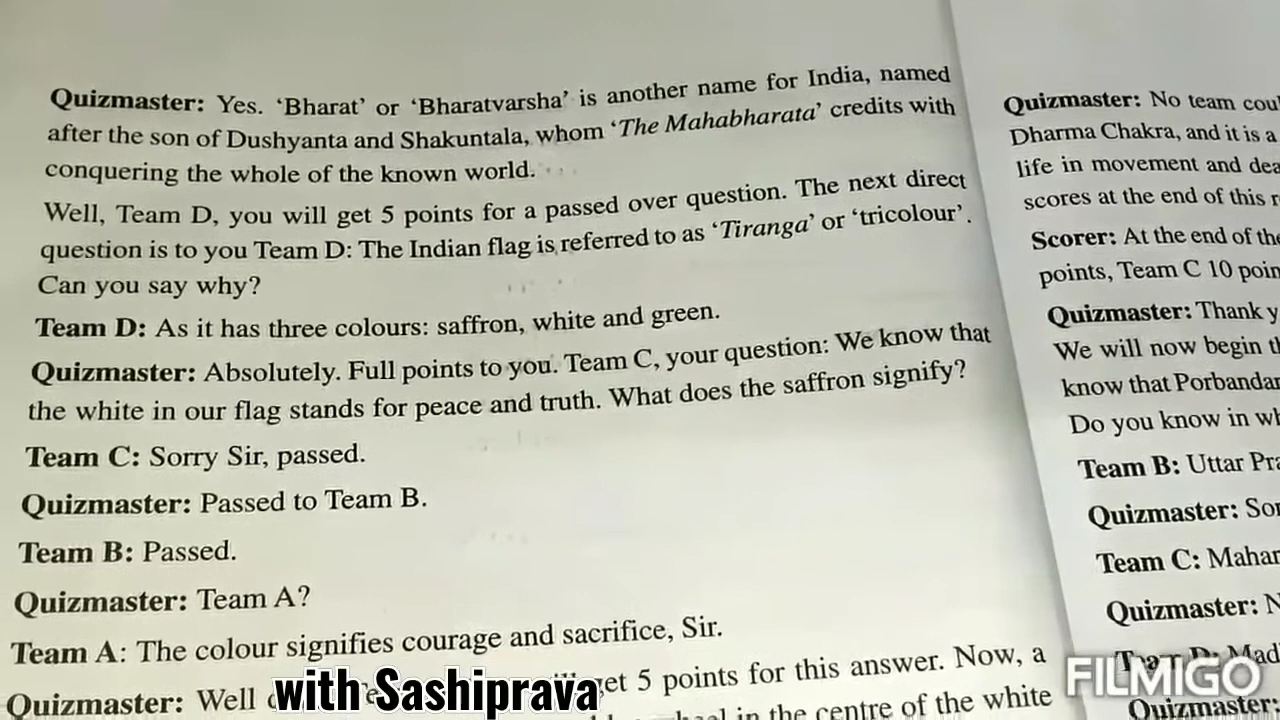 Quizmaster: Yes. ‘Bharat’ or ‘Bharatvarsha’ is another name for India, named
after the son of Dushyanta and Shakuntala, whom ‘The Mahabharata’ credits with
conquering the whole of the known world.
Well, Team D, you will get 5 points for a passed over question. The next direct
question is to you Team D: The Indian flag is referred to as ‘Tiranga’ or ‘tricolour’.
Can you say why?
Team D: As it has three colours: saffron, white and green.
Quizmaster: Absolutely. Full points to you. Team C, your question: We know that
the white in our flag stands for peace and truth. What does the saffron signify?
Team C: Sorry Sir, passed.
Quizmaster: Passed to Team B.
Team B: Passed.
Quizmaster: Team A?
Team A: The colour signifies courage and sacrifice, Sir.
Quizmaster: Well get 5 points for this answer. Now, a
in the centre of the white
Quizmaster: No team
Dharma Chakra, and it is a
life in movement and
scores at the end of this
Scorer: At the end of the
points, Team C 10
Quizmaster: Thank
We will now begin
know that Porbandar
Do you know in
Team B: Uttar
Quizmaster:
Team C:
Quizmaster:
Quizmaster:
with Sashiprava
FILMIGO